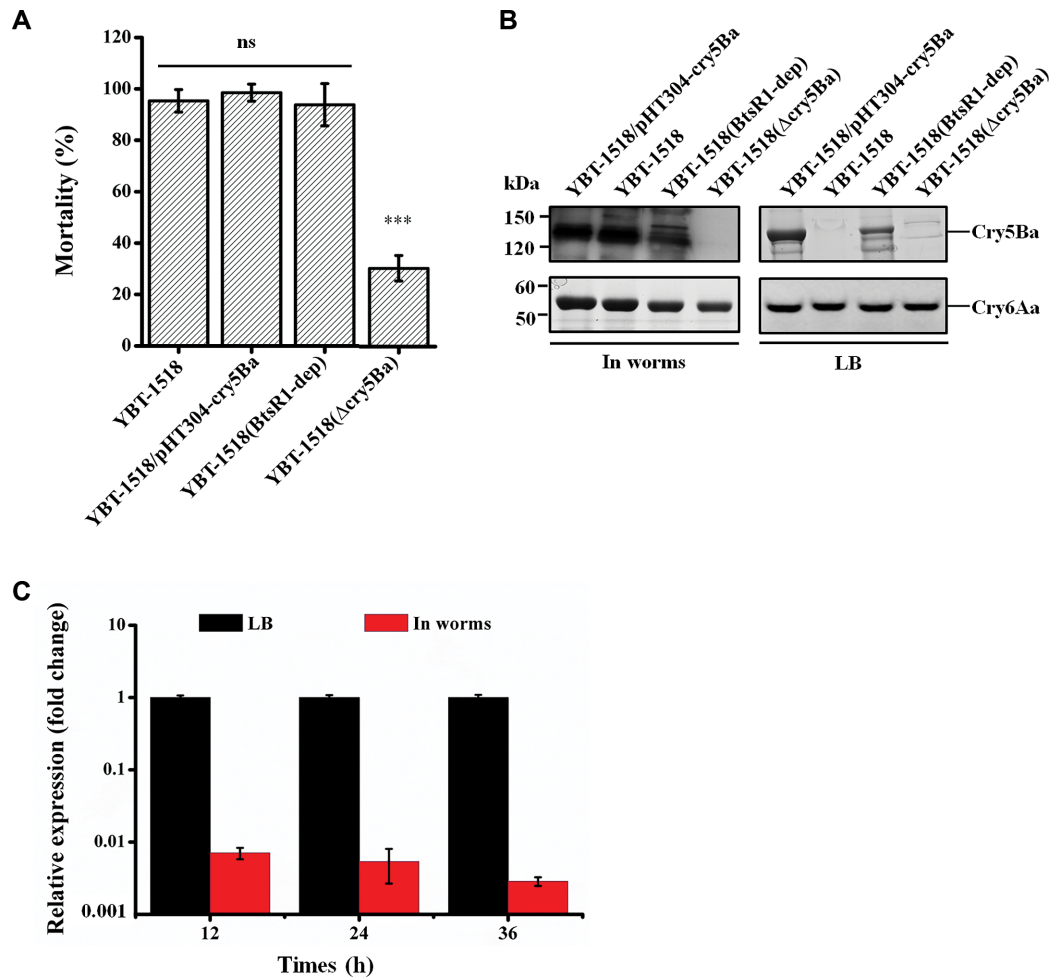 A
ns
120
100
80
60
40
20
0
Mortality (%)
YBT-1518
YBT-1518/pHT304-cry5Ba
YBT-1518(BtsR1-dep)
YBT-1518(Δcry5Ba)
***
B
kDa
YBT-1518/pHT304-cry5Ba
YBT-1518
YBT-1518(BtsR1-dep)
YBT-1518(Δcry5Ba)
YBT-1518/pHT304-cry5Ba
YBT-1518
YBT-1518(BtsR1-dep)
YBT-1518(Δcry5Ba)
150
120
Cry5Ba
60
50
Cry6Aa
In worms
LB
C
LB
In worms
10
1
0.1
0.01
0.001
Relative expression (fold change)
12
24
36
Times (h)